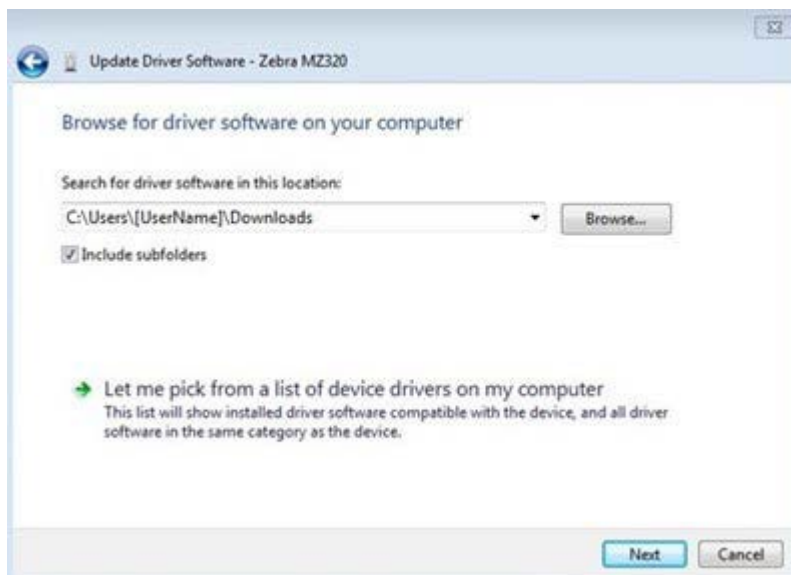 Update Driver Software - Zebra MZ320
Browse for driver software on your computer
Search for driver software in this location:
C:\Users\[UserName]\Downloads
Browse...
Include subfolders
Let me pick from a list of device drivers on my computer
This list will show installed driver software compatible with the device, and all driver
software in the same category as the device.
Next
Cancel